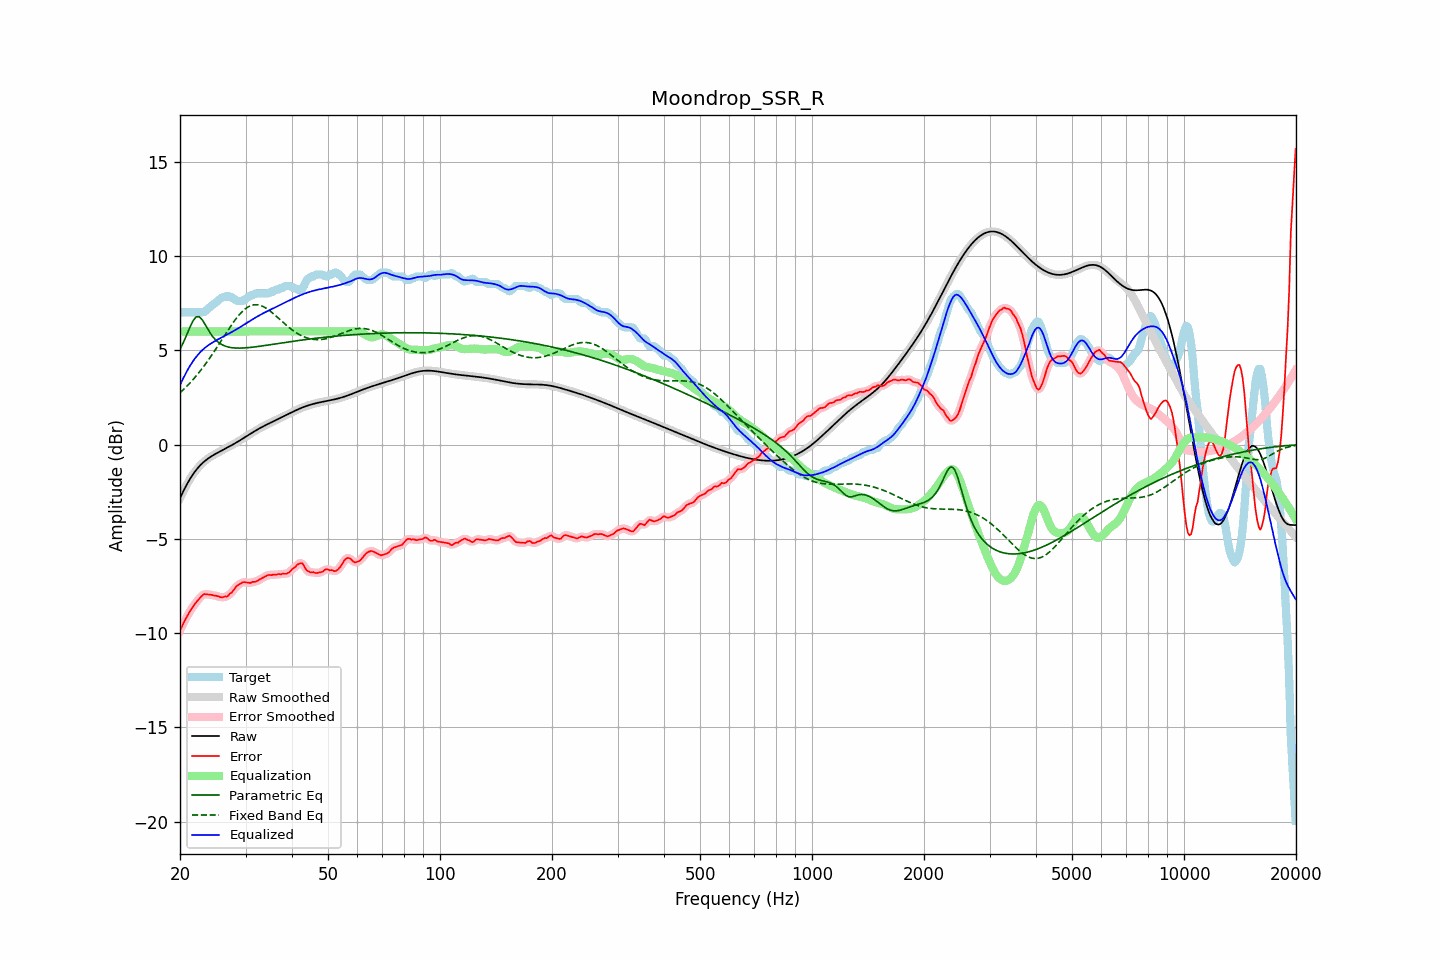 Moondrop_SSR_R
Amplitude (dBr)
15
10
5
0
−5
−10
−15
−20
Target
Raw Smoothed
Error Smoothed
Raw
Error
Equalization
Parametric Eq
Fixed Band Eq
Equalized
20 50 100 200 500 1000 2000 5000 10000 20000
Frequency (Hz)